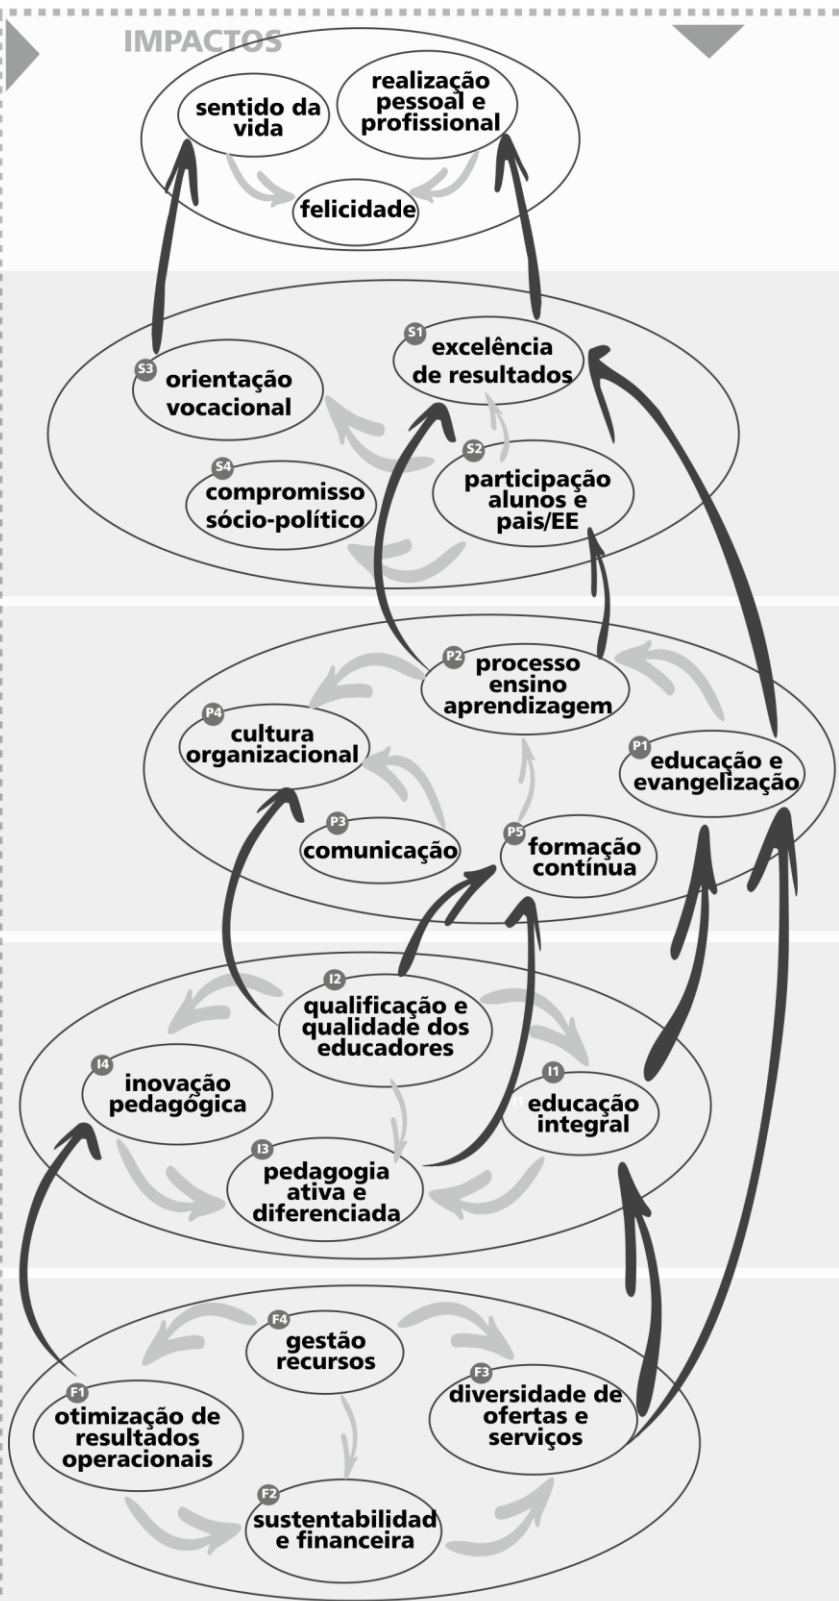 IMPACTOS
sentido da
vida
realização
pessoal e
profissional
felicidade
S1
excelência
de resultados
S3
orientação
vocacional
S2
participação
alunos e
pais/EE
S4
compromisso
sócio-político
P2
processo
ensino
aprendizagem
P4
cultura
organizacional
P1
educação e
evangelização
P3
comunicação
P5
formação
contínua
I2
qualificação e
qualidade dos
educadores
I4
inovação
pedagógica
I1
educação
integral
I3
pedagogia
ativa e
diferenciada
F4
gestão
recursos
F1
otimização de
resultados
operacionais
F3
diversidade de
ofertas e
serviços
F2
sustentabilidad
e financeira